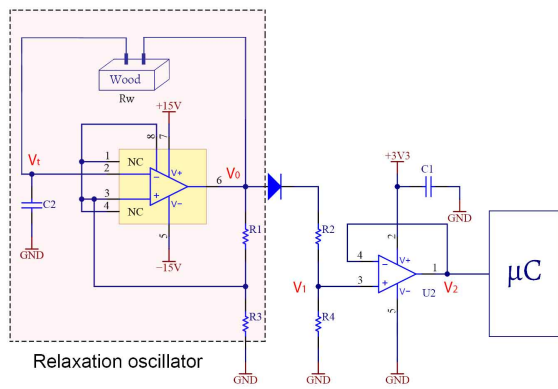 Wood
Rw
+15V
8
7
1
NC
2
V+
6
3
4
NC
V−
5
−15V
Vt
V0
C2
GND
R1
R3
GND
R2
V1
R4
GND
+3V3
C1
GND
2
4
V+
1
3
V−
U2
5
V2
GND
µC
Relaxation oscillator